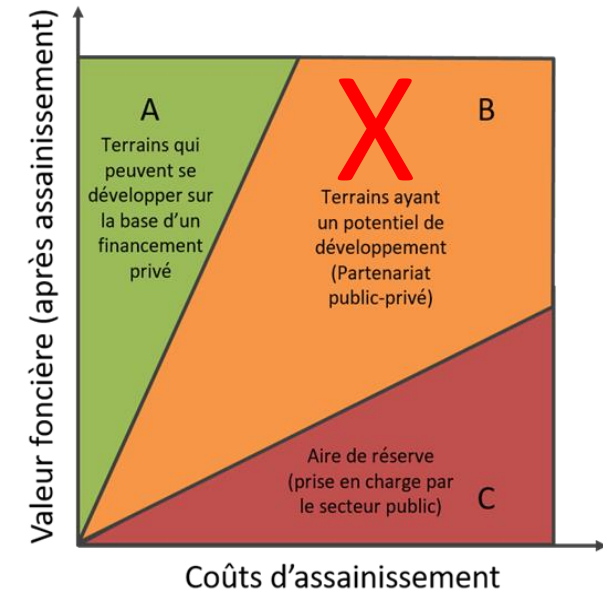 Valeur foncière (après assainissement)
A
Terrains qui
peuvent se
développer sur
la base d'un
financement
privé
X
B
Terrains ayant
un potentiel de
développement
(Partenariat
public-privé)
Aire de réserve
(prise en charge par
le secteur public)
C
Coûts d'assainissement